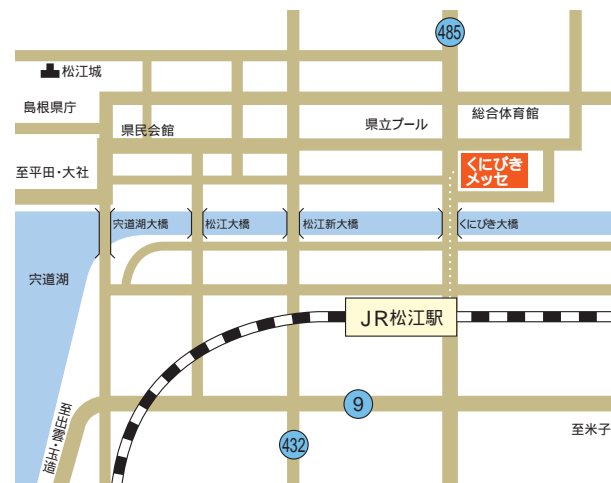 485
松江城
島根県庁
県民会館
県立プール
総合体育館
至平田・大社
くにびき
メッセ
宍道湖大橋
松江大橋
松江新大橋
くにびき大橋
宍道湖
JR松江駅
9
432
至出雲・玉造
至米子